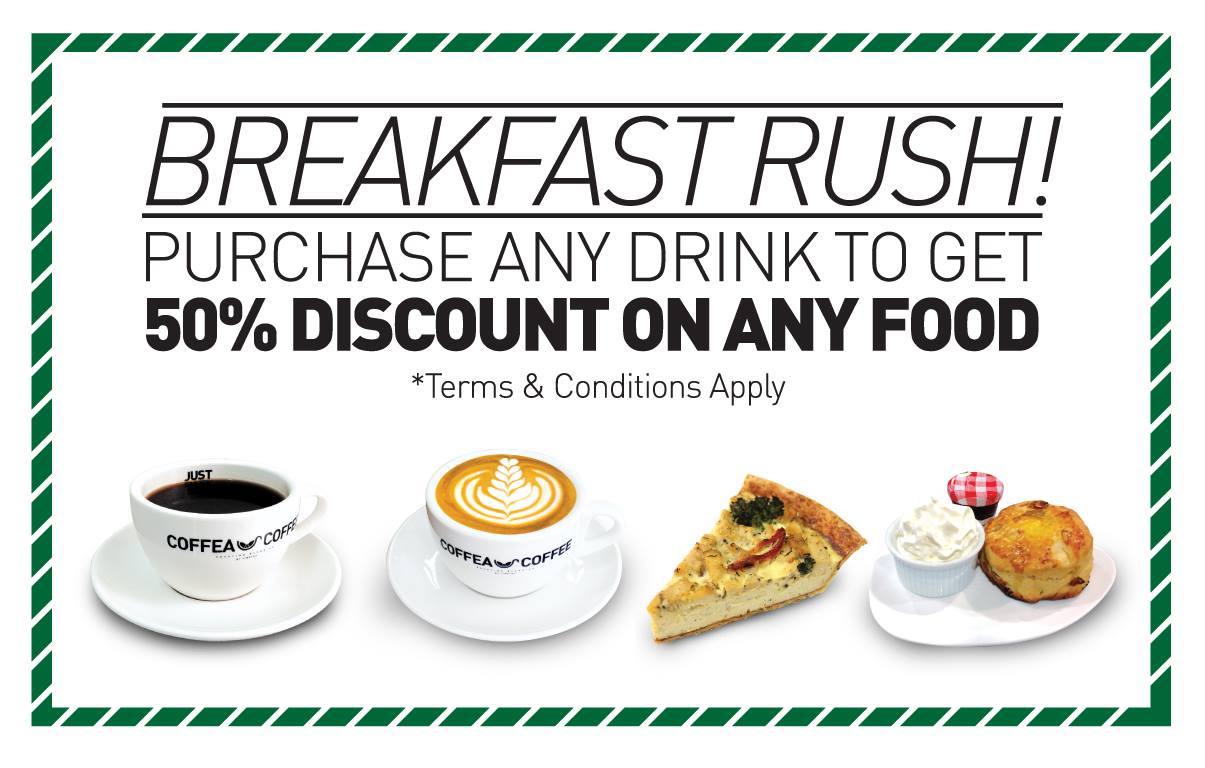 BREAKFAST RUSH!
PURCHASE ANY DRINK TO GET
50% DISCOUNT ON ANY FOOD
*Terms & Conditions Apply
JUST
COFFEA COFFEE
COFFEA COFFEE